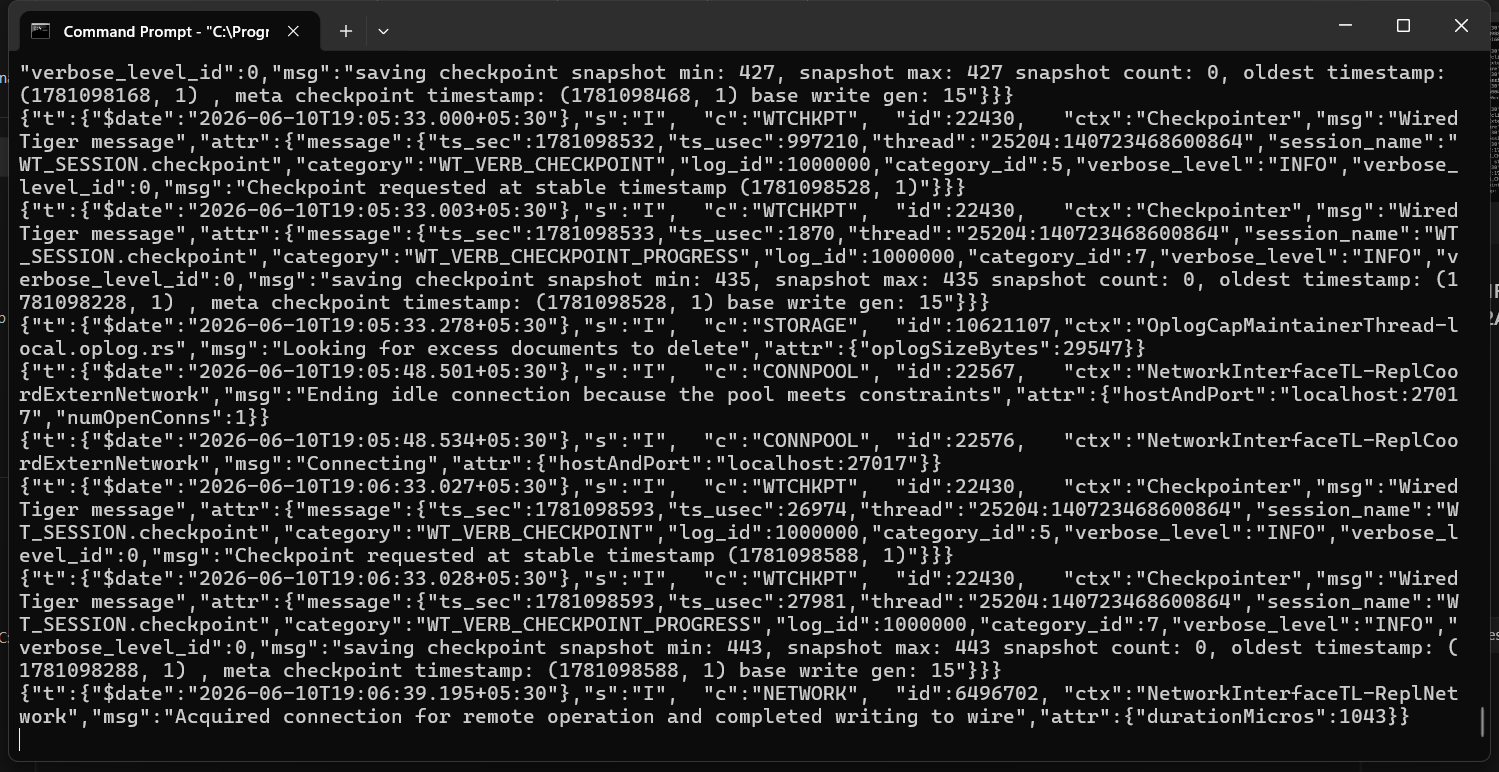 Command Prompt - "C:\Progr
"verbose_level_id":0,"msg":"saving checkpoint snapshot min: 427, snapshot max: 427 snapshot count: 0, oldest timestamp:
(1781098168, 1) , meta checkpoint timestamp: (1781098468, 1) base write gen: 15"}}}
{"t":{"$date":"2026-06-10T19:05:33.000+05:30"},"s":"I",  "c":"WTCHKPT",  "id":22430,   "ctx":"Checkpointer","msg":"Wired
Tiger message","attr":{"message":{"ts_sec":1781098532,"ts_usec":997210,"thread":"25204:140723468600864","session_name":"
WT_SESSION.checkpoint","category":"WT_VERB_CHECKPOINT","log_id":1000000,"category_id":5,"verbose_level":"INFO","verbose_
level_id":0,"msg":"Checkpoint requested at stable timestamp (1781098528, 1)"}}}
{"t":{"$date":"2026-06-10T19:05:33.003+05:30"},"s":"I",  "c":"WTCHKPT",  "id":22430,   "ctx":"Checkpointer","msg":"Wired
Tiger message","attr":{"message":{"ts_sec":1781098533,"ts_usec":1870,"thread":"25204:140723468600864","session_name":"WT
_SESSION.checkpoint","category":"WT_VERB_CHECKPOINT_PROGRESS","log_id":1000000,"category_id":7,"verbose_level":"INFO","v
erbose_level_id":0,"msg":"saving checkpoint snapshot min: 435, snapshot max: 435 snapshot count: 0, oldest timestamp: (1
781098228, 1) , meta checkpoint timestamp: (1781098528, 1) base write gen: 15"}}}
{"t":{"$date":"2026-06-10T19:05:33.278+05:30"},"s":"I",  "c":"STORAGE",  "id":10621107,"ctx":"OplogCapMaintainerThread-l
ocal.oplog.rs","msg":"Looking for excess documents to delete","attr":{"oplogSizeBytes":29547}}
{"t":{"$date":"2026-06-10T19:05:48.501+05:30"},"s":"I",  "c":"CONNPOOL", "id":22567,   "ctx":"NetworkInterfaceTL-ReplCoo
rdExternNetwork","msg":"Ending idle connection because the pool meets constraints","attr":{"hostAndPort":"localhost:2701
7","numOpenConns":1}}
{"t":{"$date":"2026-06-10T19:05:48.534+05:30"},"s":"I",  "c":"CONNPOOL", "id":22576,   "ctx":"NetworkInterfaceTL-ReplCoo
rdExternNetwork","msg":"Connecting","attr":{"hostAndPort":"localhost:27017"}}
{"t":{"$date":"2026-06-10T19:06:33.027+05:30"},"s":"I",  "c":"WTCHKPT",  "id":22430,   "ctx":"Checkpointer","msg":"Wired
Tiger message","attr":{"message":{"ts_sec":1781098593,"ts_usec":26974,"thread":"25204:140723468600864","session_name":"W
T_SESSION.checkpoint","category":"WT_VERB_CHECKPOINT","log_id":1000000,"category_id":5,"verbose_level":"INFO","verbose_l
evel_id":0,"msg":"Checkpoint requested at stable timestamp (1781098588, 1)"}}}
{"t":{"$date":"2026-06-10T19:06:33.028+05:30"},"s":"I",  "c":"WTCHKPT",  "id":22430,   "ctx":"Checkpointer","msg":"Wired
Tiger message","attr":{"message":{"ts_sec":1781098593,"ts_usec":27981,"thread":"25204:140723468600864","session_name":"W
T_SESSION.checkpoint","category":"WT_VERB_CHECKPOINT_PROGRESS","log_id":1000000,"category_id":7,"verbose_level":"INFO","
verbose_level_id":0,"msg":"saving checkpoint snapshot min: 443, snapshot max: 443 snapshot count: 0, oldest timestamp: (
1781098288, 1) , meta checkpoint timestamp: (1781098588, 1) base write gen: 15"}}}
{"t":{"$date":"2026-06-10T19:06:39.195+05:30"},"s":"I",  "c":"NETWORK",  "id":6496702, "ctx":"NetworkInterfaceTL-ReplNet
work","msg":"Acquired connection for remote operation and completed writing to wire","attr":{"durationMicros":1043}}